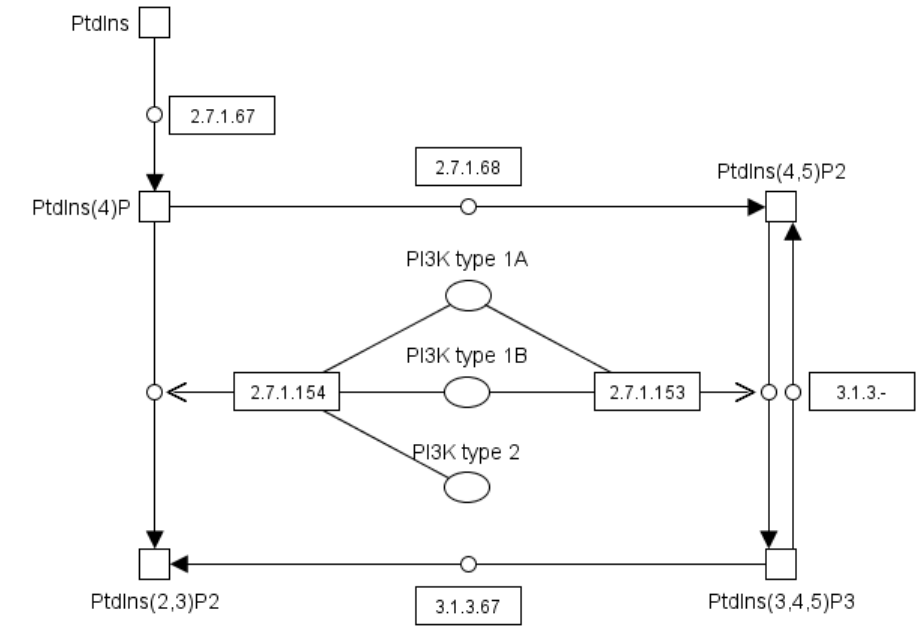 PtdIns
2.7.1.67
2.7.1.68
PtdIns(4,5)P2
PtdIns(4)P
PI3K type 1A
PI3K type 1B
2.7.1.154
2.7.1.153
3.1.3.-
PI3K type 2
PtdIns(2,3)P2
3.1.3.67
PtdIns(3,4,5)P3